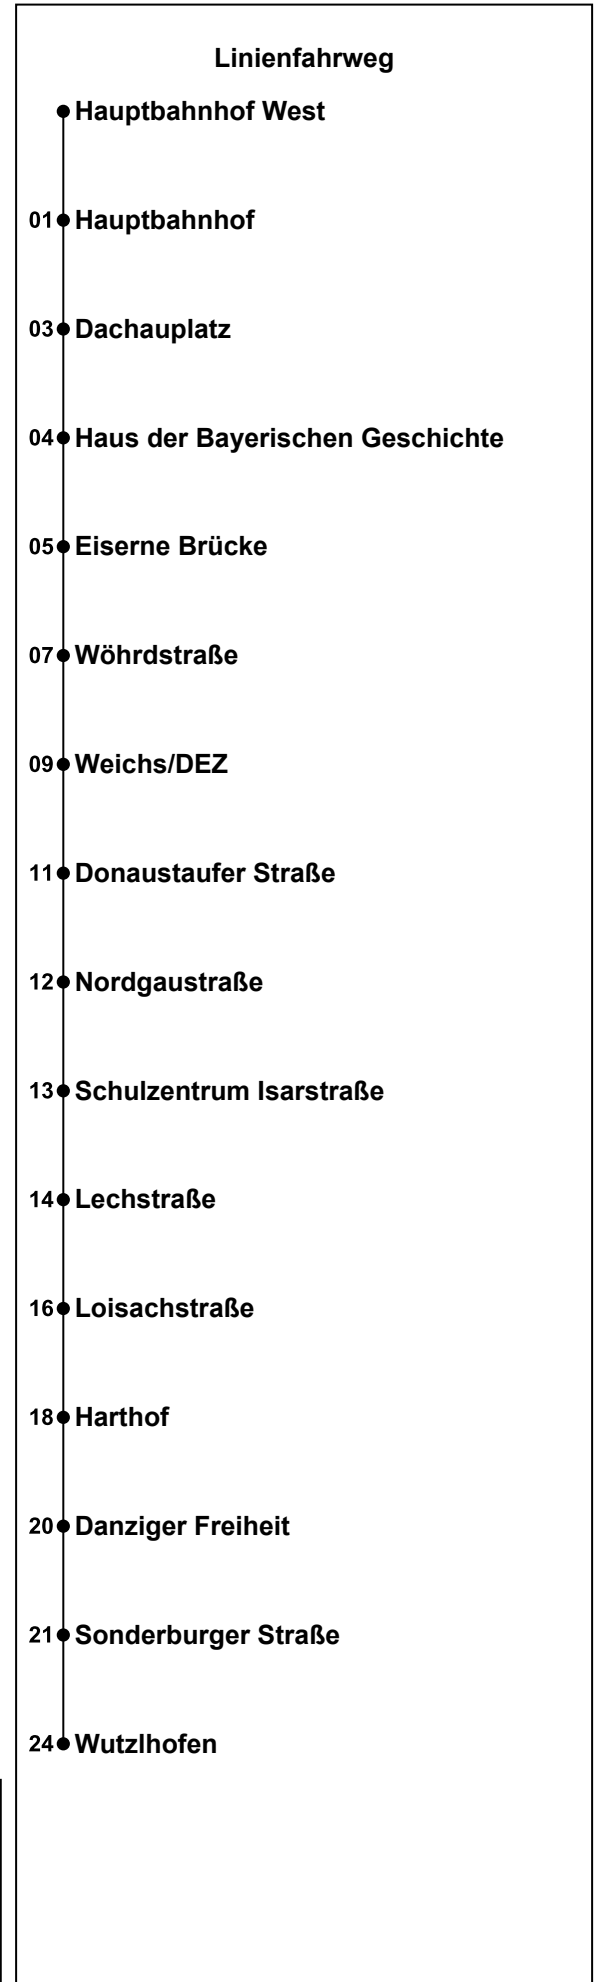 Linienfahrweg
Hauptbahnhof West
01 Hauptbahnhof
03 Dachauplatz
04 Haus der Bayerischen Geschichte
05 Eiserne Brücke
07 Wöhrdstraße
09 Weichs/DEZ
11 Donaustaufer Straße
12 Nordgaustraße
13 Schulzentrum Isarstraße
14 Lechstraße
16 Loisachstraße
18 Harthof
20 Danziger Freiheit
21 Sonderburger Straße
24 Wutzlhofen